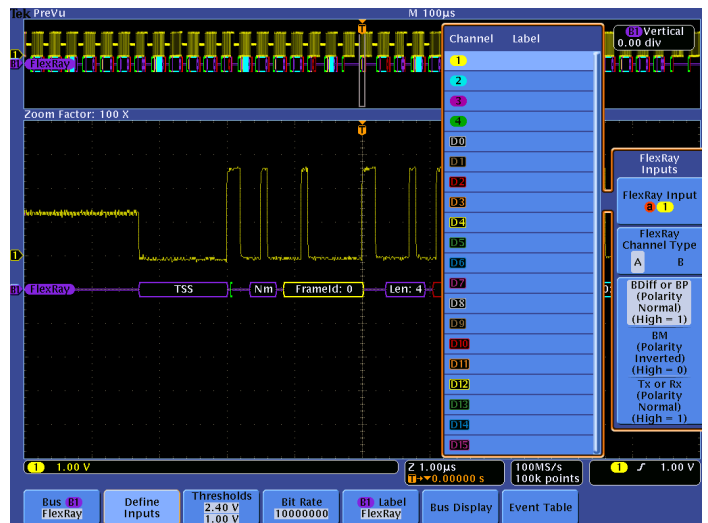 Tek PreVu M 100µs
Channel Label
B1 Vertical
0.00 div
1
B1 FlexRay
T
Zoom Factor: 100 X
T
1
2
3
4
D0
D1
D2
D3
D4
D5
D6
D7
D8
D9
D10
D11
D12
D13
D14
D15
FlexRay
Inputs
FlexRay Input
a 1
FlexRay
Channel Type
A B
BDiff or BP
(Polarity
Normal)
(High = 1)
BM
(Polarity
Inverted)
(High = 0)
Tx or Rx
(Polarity
Normal)
(High = 1)
1
B1 FlexRay TSS Nm FrameId: 0 Len: 4
1 1.00 V
Z 1.00µs
T 0.00000 s
100MS/s
100k points
1 1.00 V
Bus B1
FlexRay
Define
Inputs
Thresholds
2.40 V
1.00 V
Bit Rate
10000000
B1 Label
FlexRay
Bus Display
Event Table